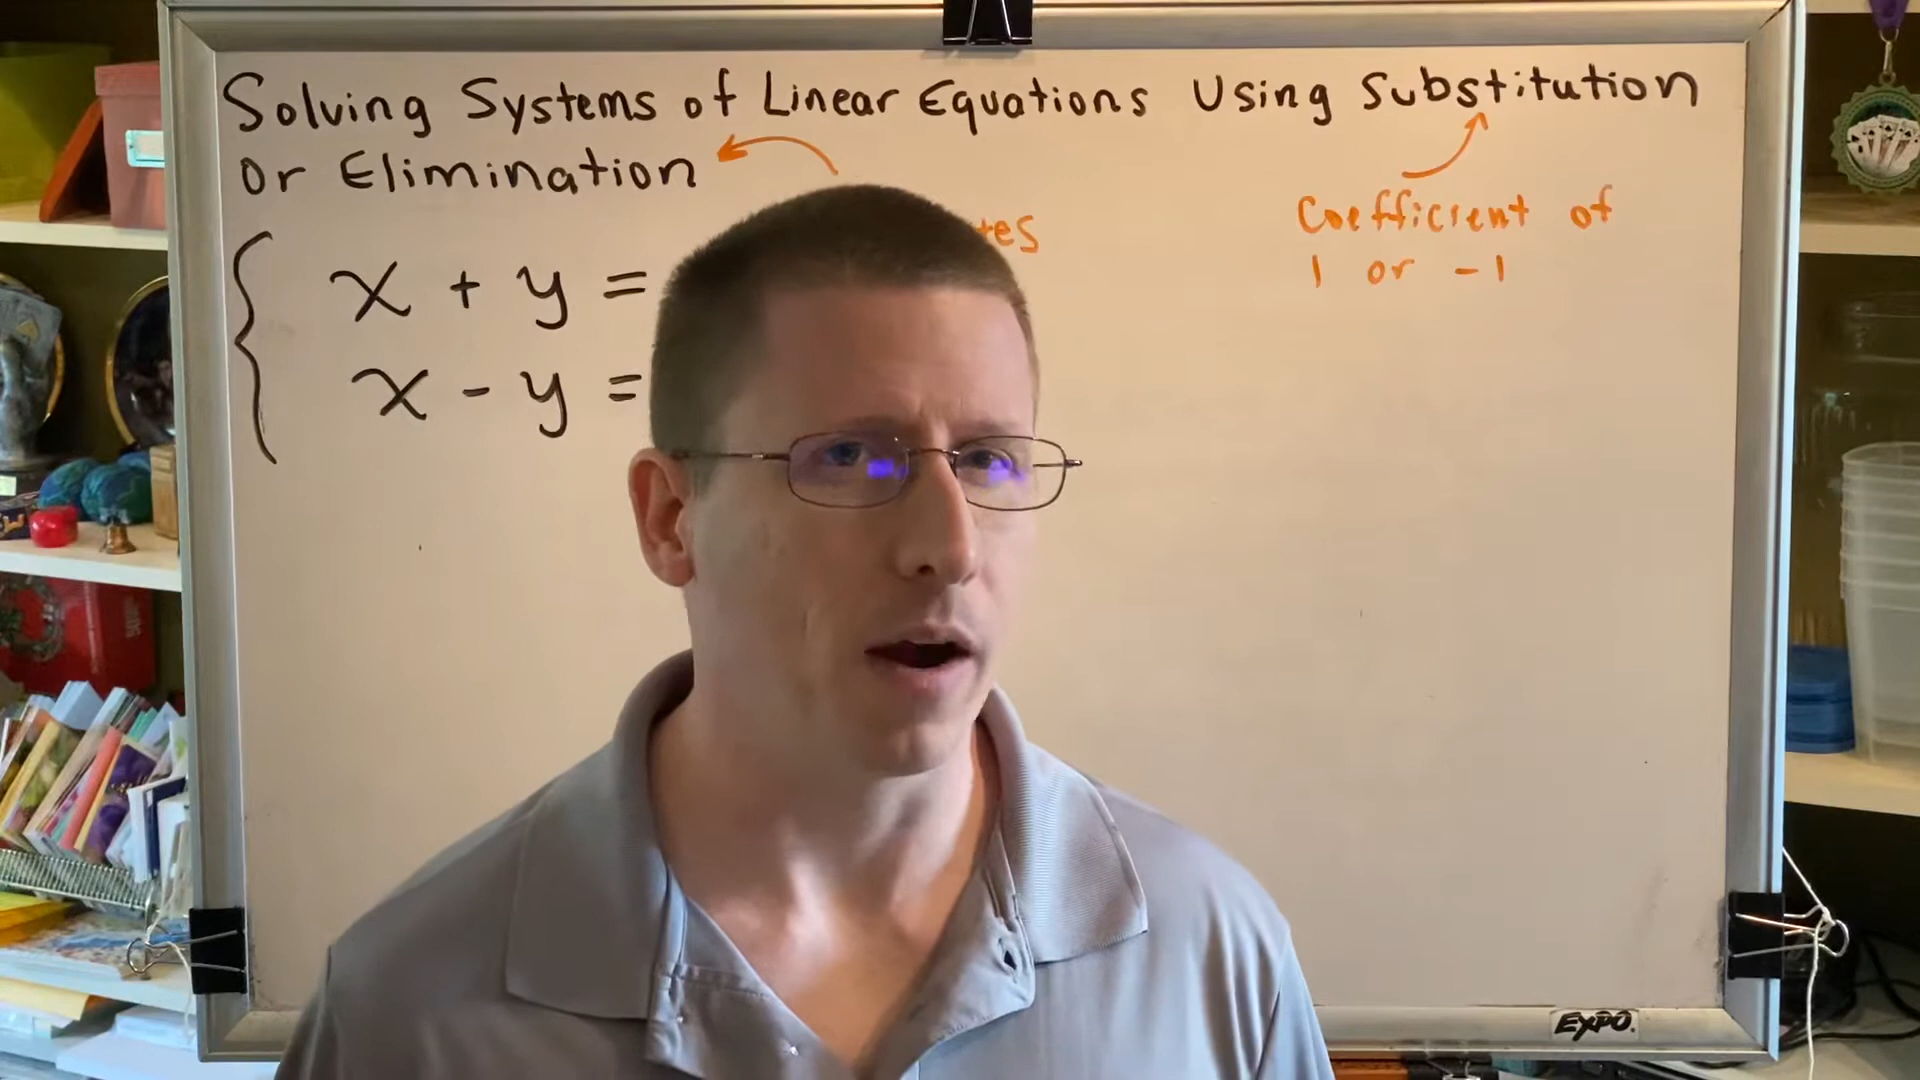 Solving Systems of Linear Equations Using Substitution
Or Elimination
Coefficient of
1 or -1
x + y =
x - y =
EXPO